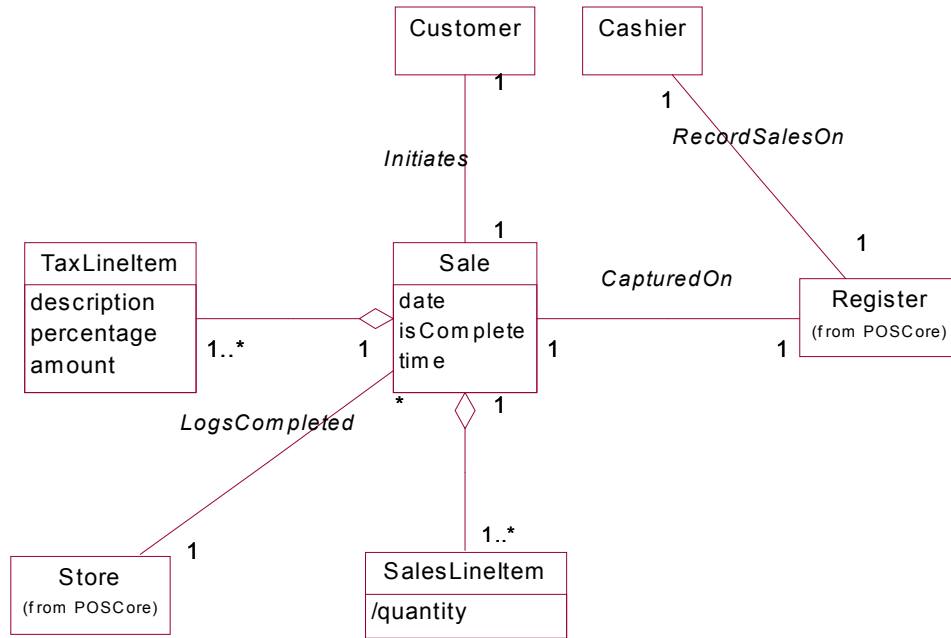 Customer
Cashier
1
1
RecordSalesOn
Initiates
1
1
TaxLineItem
description
percentage
amount
Sale
date
isComplete
time
CapturedOn
Register
(from POSCore)
1..*
1
1
1
*
1
LogsCompleted
1
1..*
Store
(from POSCore)
SalesLineItem
/quantity